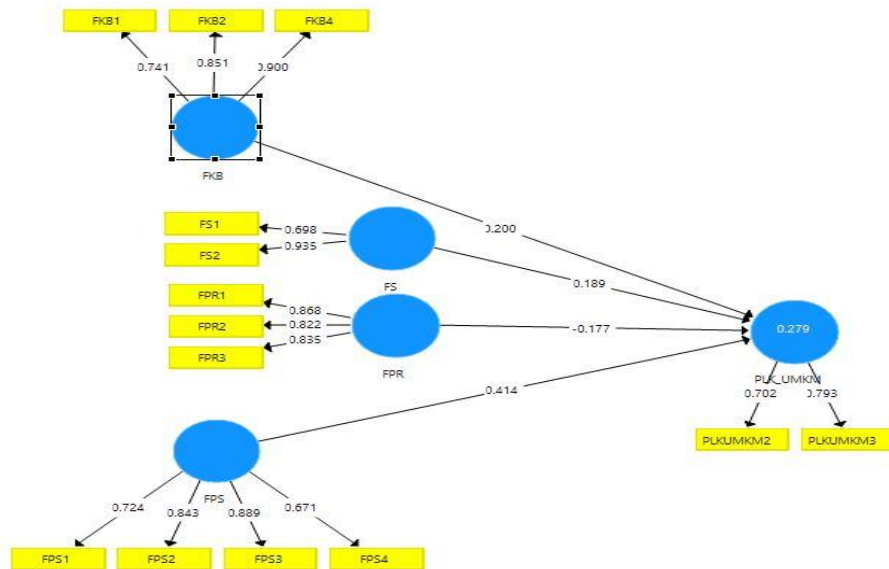 FKB1 FKB2 FKB4
0.741 0.851 0.900
FKB
0.200
FS1
0.698
FS2
0.935
FS
0.189
FPR1
0.868
FPR2
0.822
FPR3
0.835
FPR
-0.177
0.279
PLK_UMKM
0.702 0.793
PLKUMKM2 PLKUMKM3
0.414
FPS
0.724 0.843 0.889 0.671
FPS1 FPS2 FPS3 FPS4